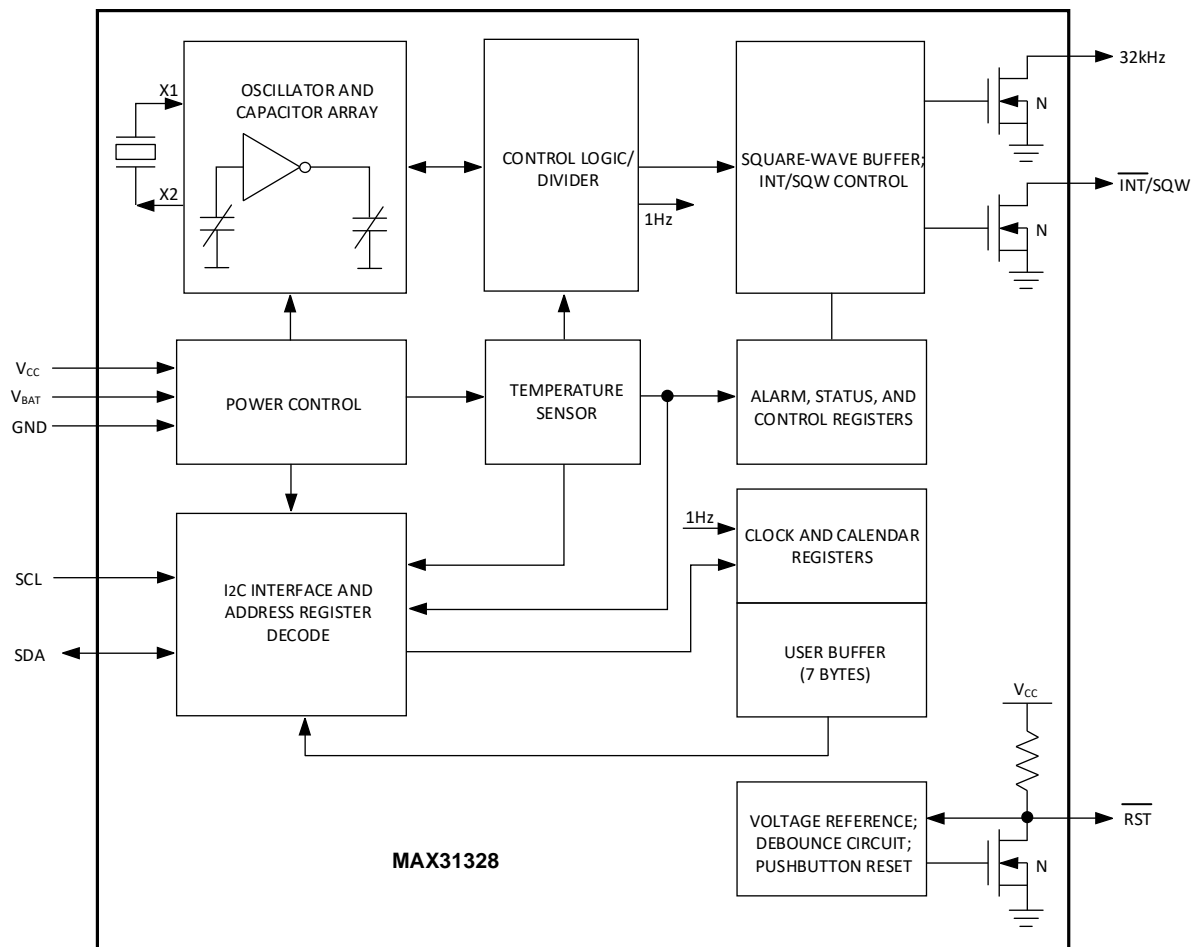 X1
X2
OSCILLATOR AND
CAPACITOR ARRAY
CONTROL LOGIC/
DIVIDER
1Hz
SQUARE-WAVE BUFFER;
INT/SQW CONTROL
N
32kHz
N
INT/SQW
VCC
VBAT
GND
POWER CONTROL
TEMPERATURE
SENSOR
ALARM, STATUS, AND
CONTROL REGISTERS
SCL
SDA
I2C INTERFACE AND
ADDRESS REGISTER
DECODE
1Hz
CLOCK AND CALENDAR
REGISTERS
USER BUFFER
(7 BYTES)
VCC
VOLTAGE REFERENCE;
DEBOUNCE CIRCUIT;
PUSHBUTTON RESET
N
RST
MAX31328